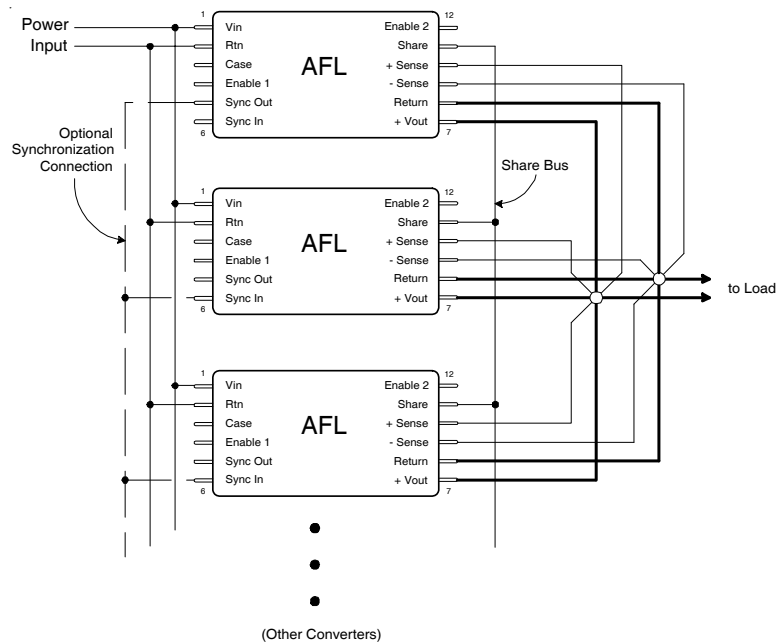 Power
Input
1
Vin
Rtn
Case
Enable 1
Sync Out
Sync In
6
AFL
12
Enable 2
Share
+ Sense
- Sense
Return
+ Vout
7
Optional
Synchronization
Connection
Share Bus
1
Vin
Rtn
Case
Enable 1
Sync Out
Sync In
6
AFL
12
Enable 2
Share
+ Sense
- Sense
Return
+ Vout
7
to Load
1
Vin
Rtn
Case
Enable 1
Sync Out
Sync In
6
AFL
12
Enable 2
Share
+ Sense
- Sense
Return
+ Vout
7
(Other Converters)